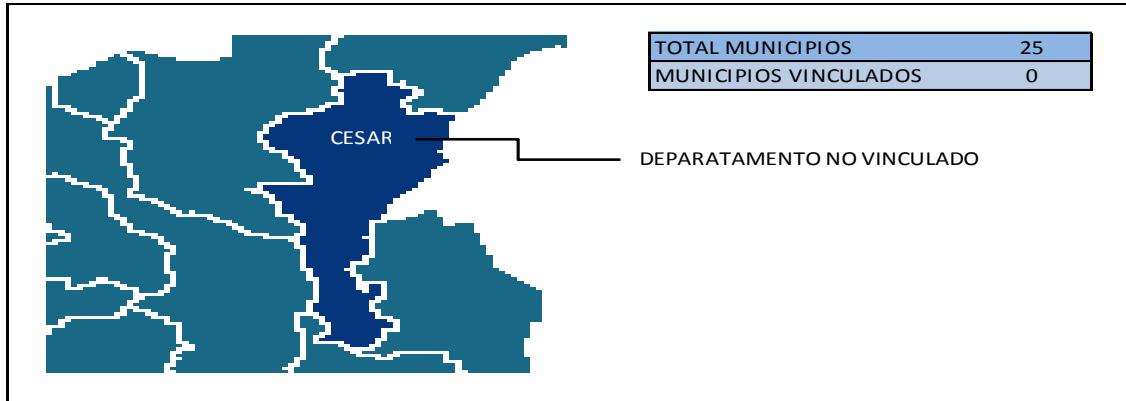 TOTAL MUNICIPIOS 25
MUNICIPIOS VINCULADOS 0
CESAR
DEPARATAMENTO NO VINCULADO